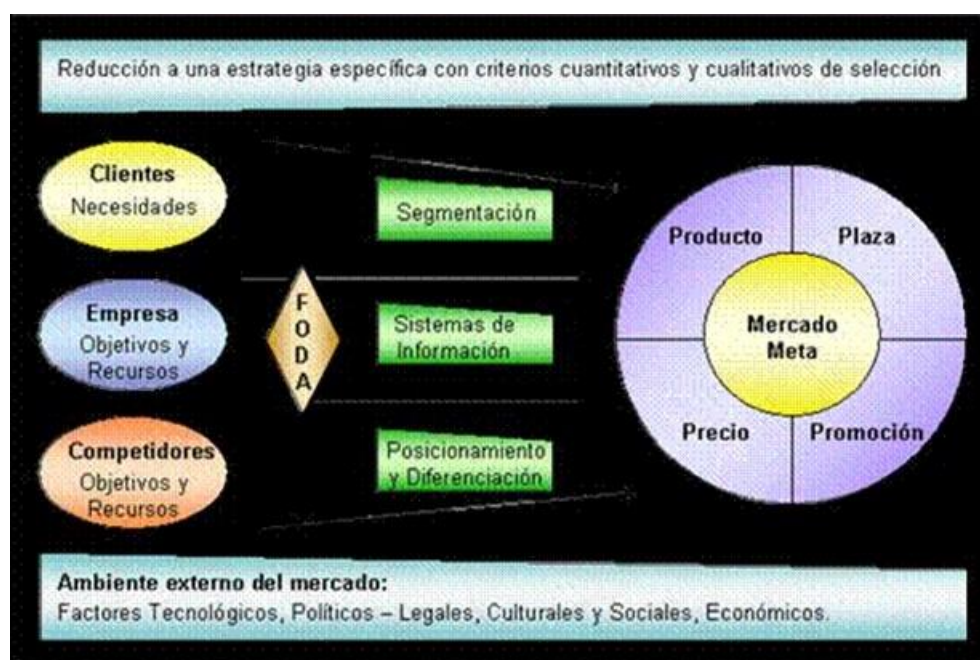 Reducción a una estrategia específica con criterios cuantitativos y cualitativos de selección
Clientes
Necesidades
Empresa
Objetivos y
Recursos
Competidores
Objetivos y
Recursos
F
O
D
A
Segmentación
Sistemas de
Información
Posicionamiento
y Diferenciación
Producto
Plaza
Mercado
Meta
Precio
Promoción
Ambiente externo del mercado:
Factores Tecnológicos, Políticos – Legales, Culturales y Sociales, Económicos.